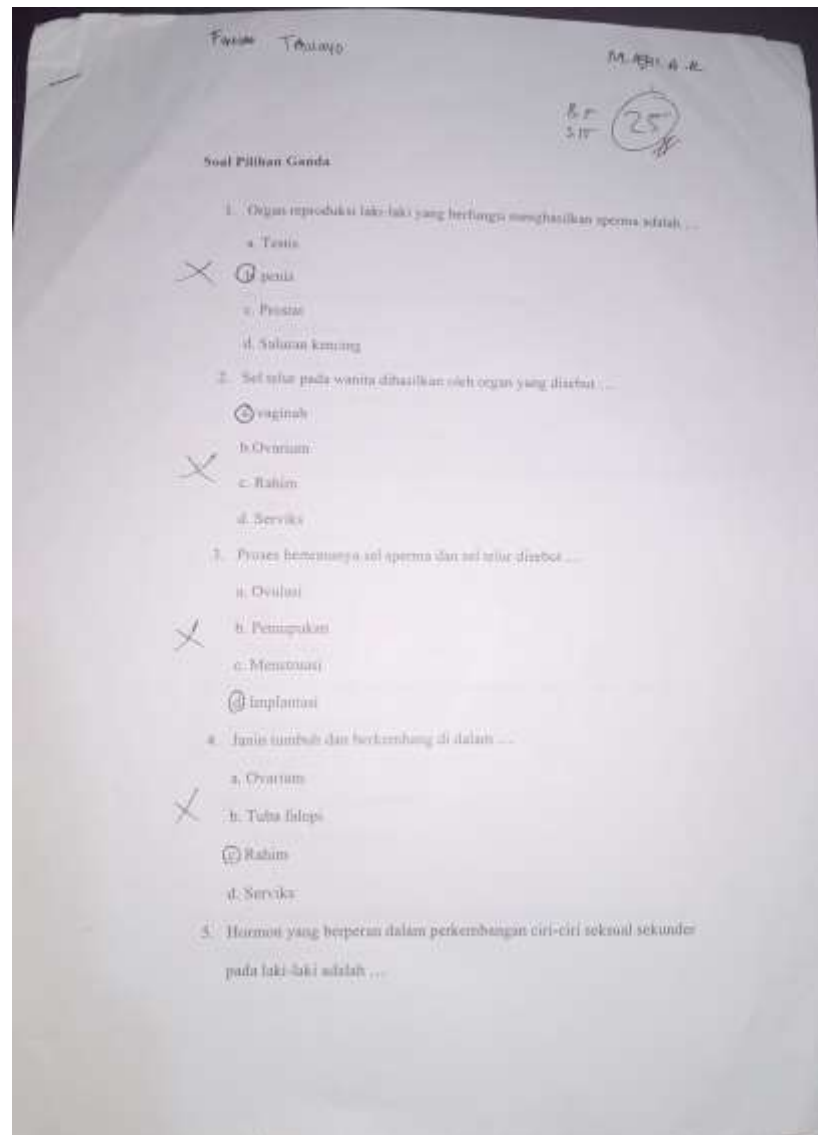 B. 5
S. 15
25
Soal Pilihan Ganda
1. Organ reproduksi laki-laki yang berfungsi menghasilkan sperma adalah …
a. Testis
b penis
c. Prostat
d. Saluran kencing
2. Sel telur pada wanita dihasilkan oleh organ yang disebut …
a vaginah
b.Ovarium
c. Rahim
d. Serviks
3. Proses bertemunya sel sperma dan sel telur disebut …
a. Ovulasi
b. Pemupukan
c. Menstruasi
d Implantasi
4. Janin tumbuh dan berkembang di dalam …
a. Ovarium
b. Tuba falopi
c Rahim
d. Serviks
5. Hormon yang berperan dalam perkembangan ciri-ciri seksual sekunder
pada laki-laki adalah …